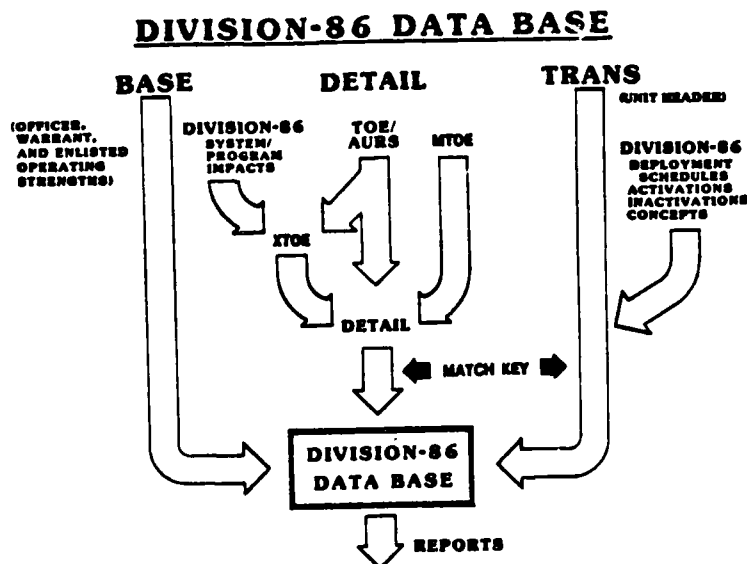 DIVISION-86 DATA BASE
BASE
DETAIL
TRANS
(OFFICER,
WARRANT,
AND ENLISTED
OPERATING
STRENGTHS)
DIVISION-86
SYSTEM/
PROGRAM
IMPACTS
TOE/
AURS
MTOE
(UNIT HEADER)
DIVISION-86
DEPLOYMENT
SCHEDULES
ACTIVATIONS
INACTIVATIONS
CONCEPTS
XTOE
DETAIL
MATCH KEY
DIVISION-86
DATA BASE
REPORTS